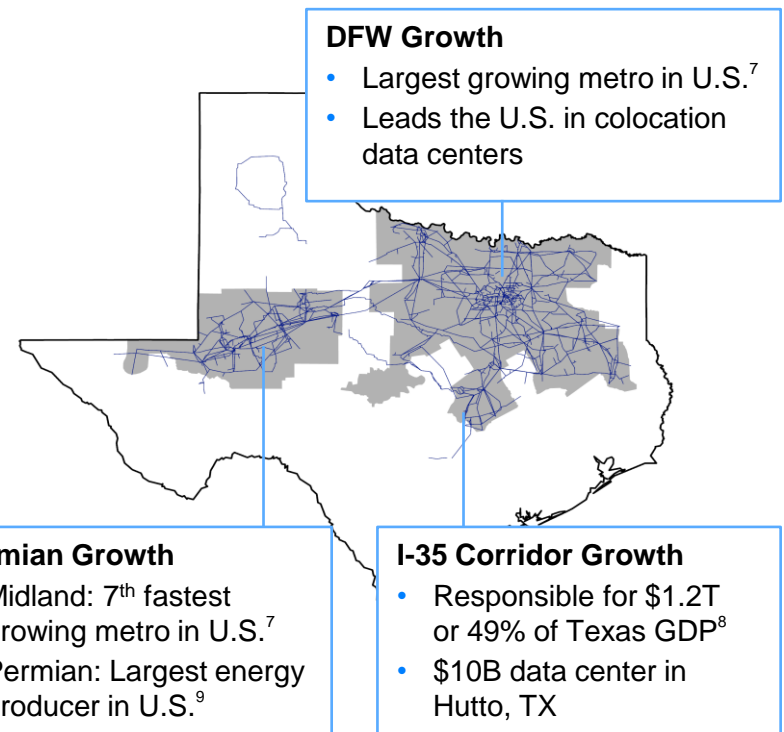 DFW Growth
• Largest growing metro in U.S.7
• Leads the U.S. in colocation
data centers
mian Growth
Midland: 7th fastest
rowing metro in U.S.7
Permian: Largest energy
roducer in U.S.9
I-35 Corridor Growth
• Responsible for $1.2T
or 49% of Texas GDP8
• $10B data center in
Hutto, TX